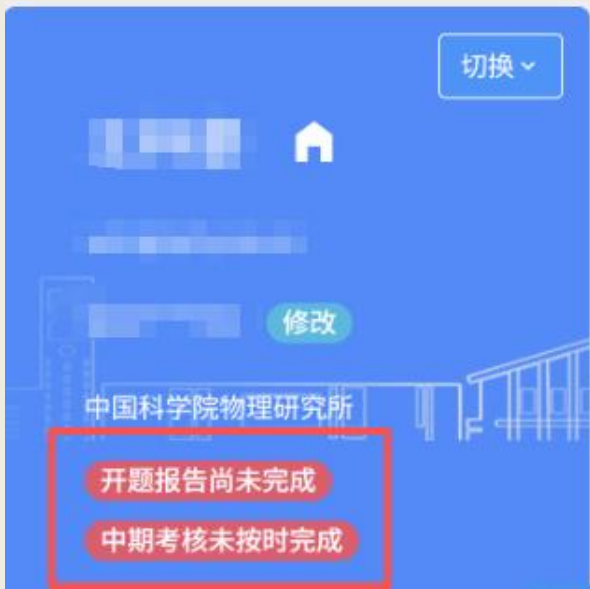 切换
修改
中国科学院物理研究所
开题报告尚未完成
中期考核未按时完成